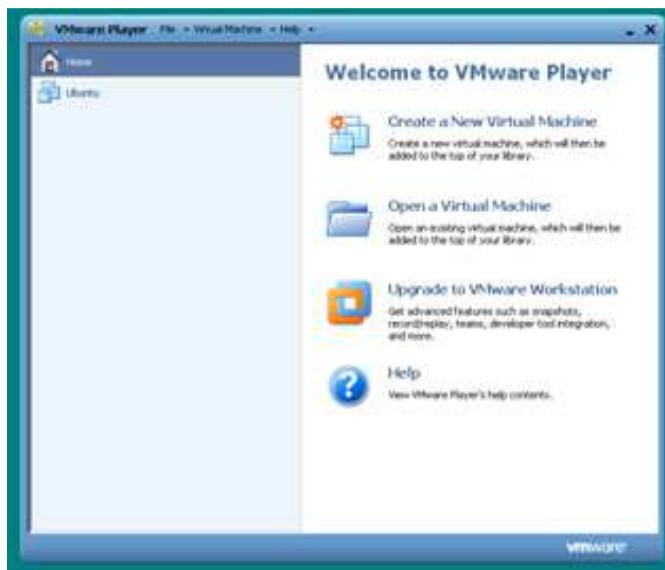 VMware Player File Virtual Machine Help
Home
Ubuntu
Welcome to VMware Player
Create a New Virtual Machine
Create a new virtual machine, which will then be
added to the top of your library.
Open a Virtual Machine
Open an existing virtual machine, which will then be
added to the top of your library.
Upgrade to VMware Workstation
Get advanced features such as snapshots,
record/replay, teams, developer tool integration,
and more.
Help
View VMware Player's help contents.
vmware